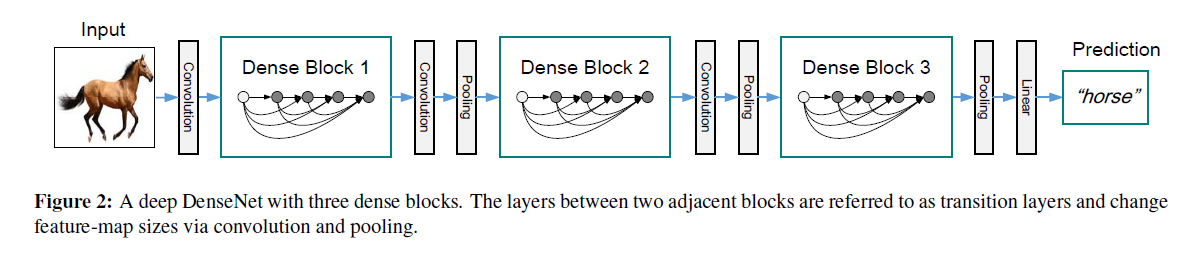 Input
Convolution
Dense Block 1
Convolution
Pooling
Dense Block 2
Convolution
Pooling
Dense Block 3
Pooling
Linear
Prediction
“horse”
Figure 2: A deep DenseNet with three dense blocks. The layers between two adjacent blocks are referred to as transition layers and change
feature-map sizes via convolution and pooling.